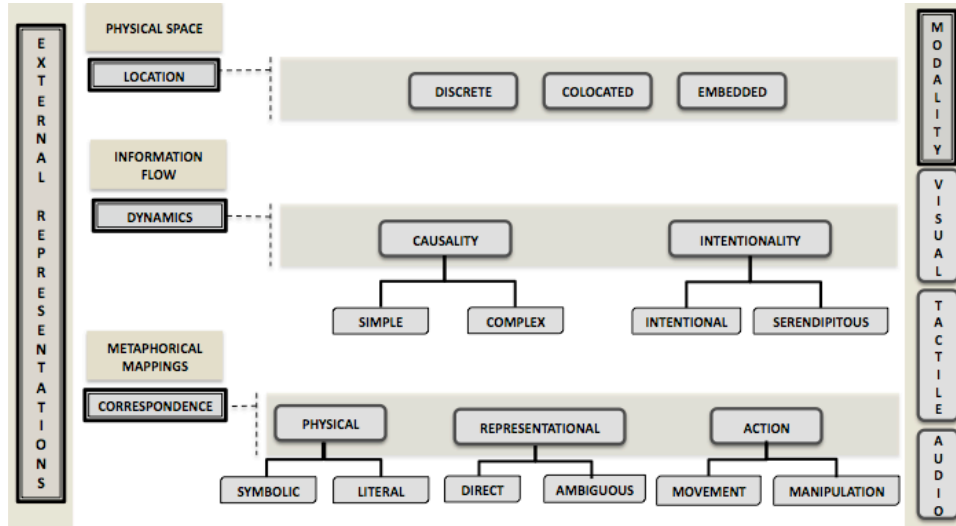 EXTERNAL REPRESENTATIONS
PHYSICAL SPACE
LOCATION
DISCRETE
COLOCATED
EMBEDDED
INFORMATION
FLOW
DYNAMICS
CAUSALITY
INTENTIONALITY
SIMPLE
COMPLEX
INTENTIONAL
SERENDIPITOUS
METAPHORICAL
MAPPINGS
CORRESPONDENCE
PHYSICAL
REPRESENTATIONAL
ACTION
SYMBOLIC
LITERAL
DIRECT
AMBIGUOUS
MOVEMENT
MANIPULATION
MODALITY
VISUAL
TACTILE
AUDIO